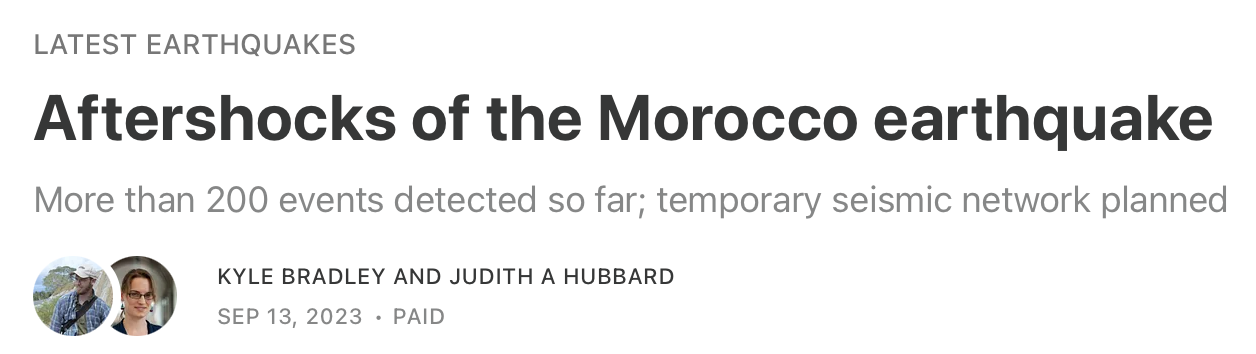 LATEST EARTHQUAKES
Aftershocks of the Morocco earthquake
More than 200 events detected so far; temporary seismic network planned
KYLE BRADLEY AND JUDITH A HUBBARD
SEP 13, 2023 • PAID